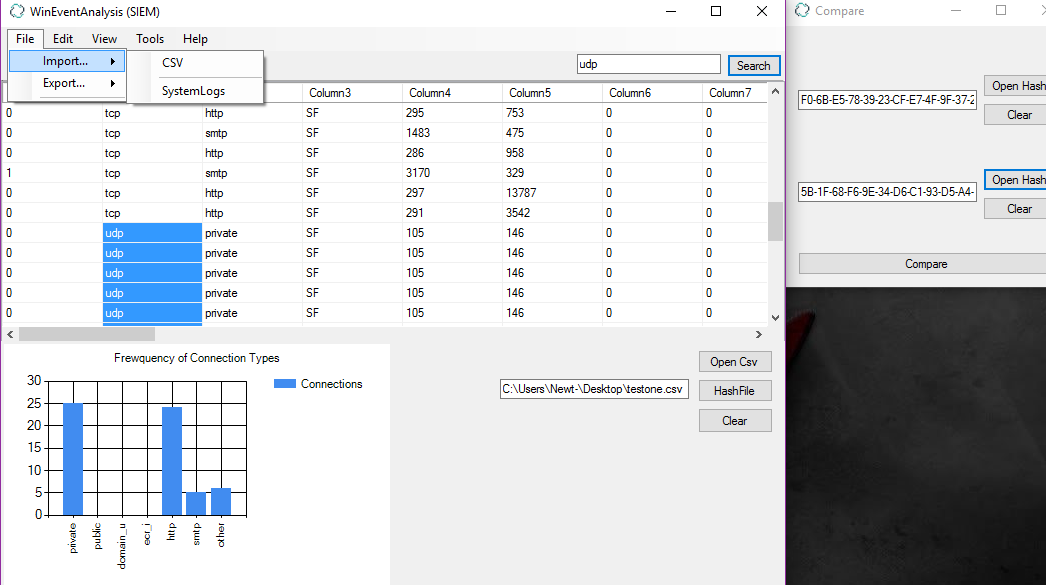 WinEventAnalysis (SIEM)
File Edit View Tools Help
Import...
Export...
CSV
SystemLogs
udp
Search
Column3 Column4 Column5 Column6 Column7
0 tcp http SF 295 753 0 0
0 tcp smtp SF 1483 475 0 0
0 tcp http SF 286 958 0 0
1 tcp smtp SF 3170 329 0 0
0 tcp http SF 297 13787 0 0
0 tcp http SF 291 3542 0 0
0 udp private SF 105 146 0 0
0 udp private SF 105 146 0 0
0 udp private SF 105 146 0 0
0 udp private SF 105 146 0 0
0 udp private SF 105 146 0 0
Frewquency of Connection Types
Connections
30
25
20
15
10
5
0
private
public
domain_u
ecr_i
http
smtp
other
Open Csv
C:\Users\Newt-\Desktop\testone.csv
HashFile
Clear
Compare
F0-6B-E5-78-39-23-CF-E7-4F-9F-37-2
Open Hash
Clear
5B-1F-68-F6-9E-34-D6-C1-93-D5-A4-
Open Hash
Clear
Compare